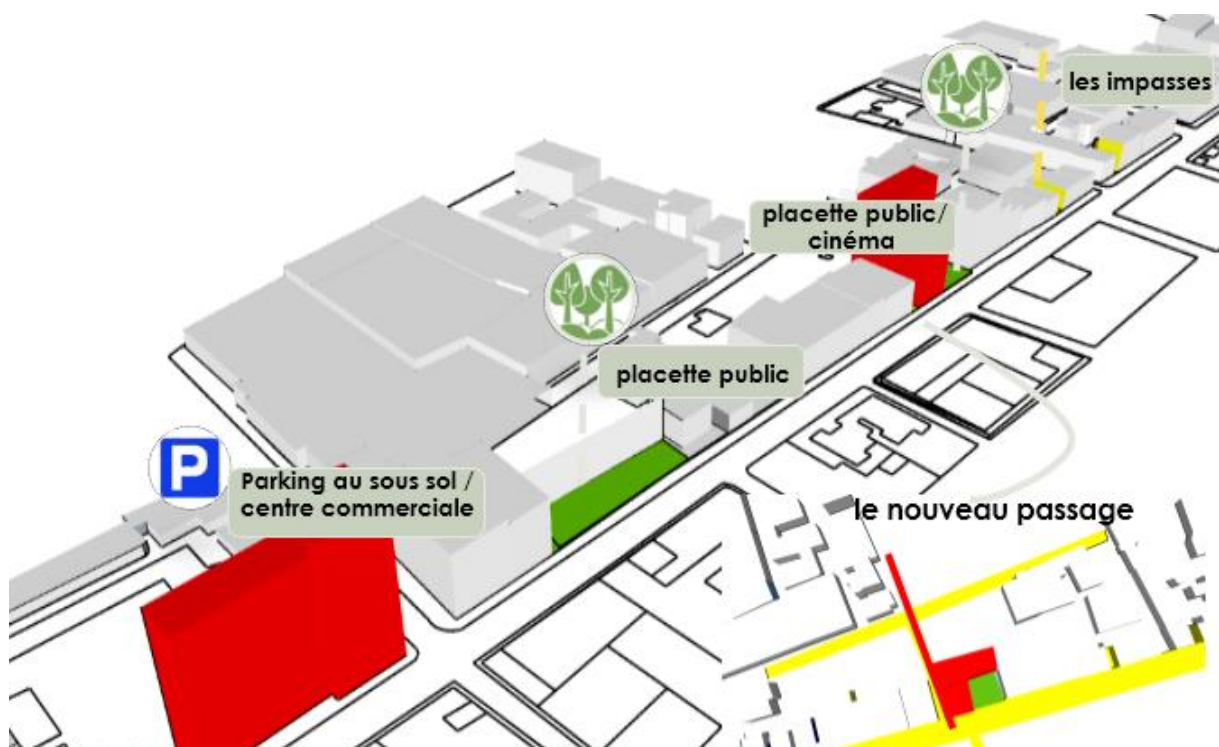 les impasses
placette public/
cinéma
placette public
P
Parking au sous sol /
centre commerciale
le nouveau passage